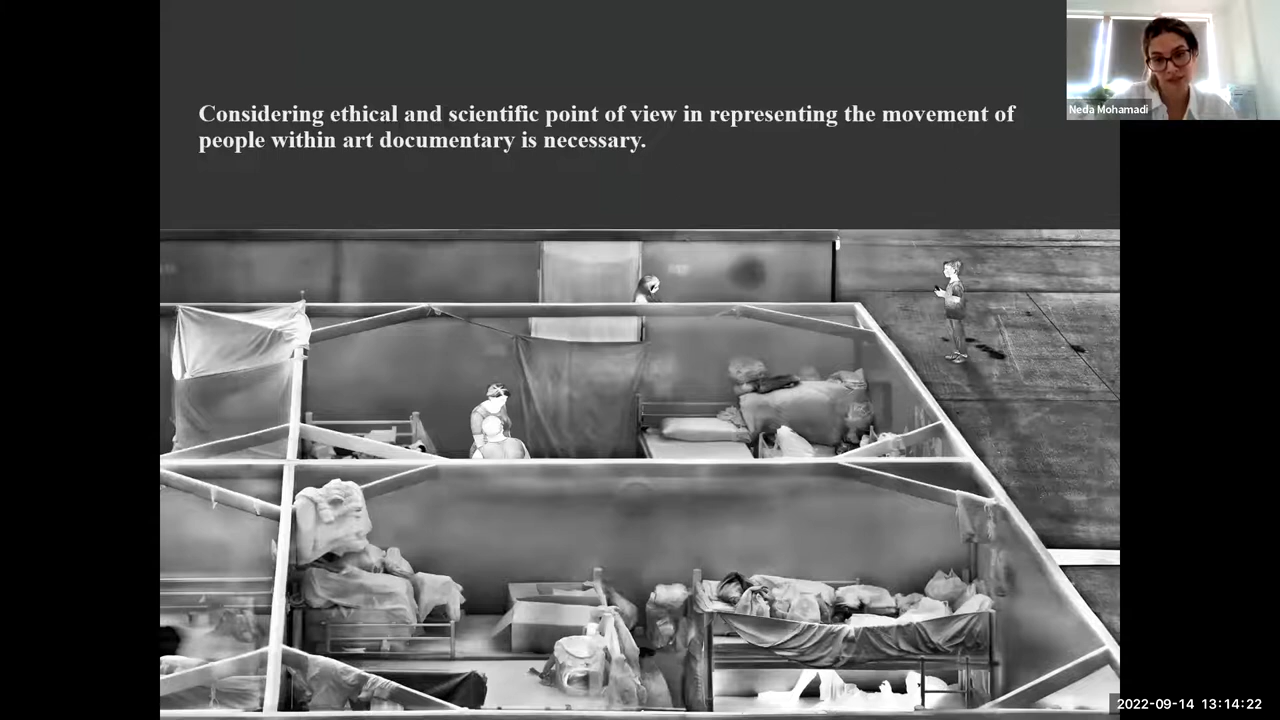 Considering ethical and scientific point of view in representing the movement of
people within art documentary is necessary.
Neda Mohamadi
2022-09-14 13:14:22